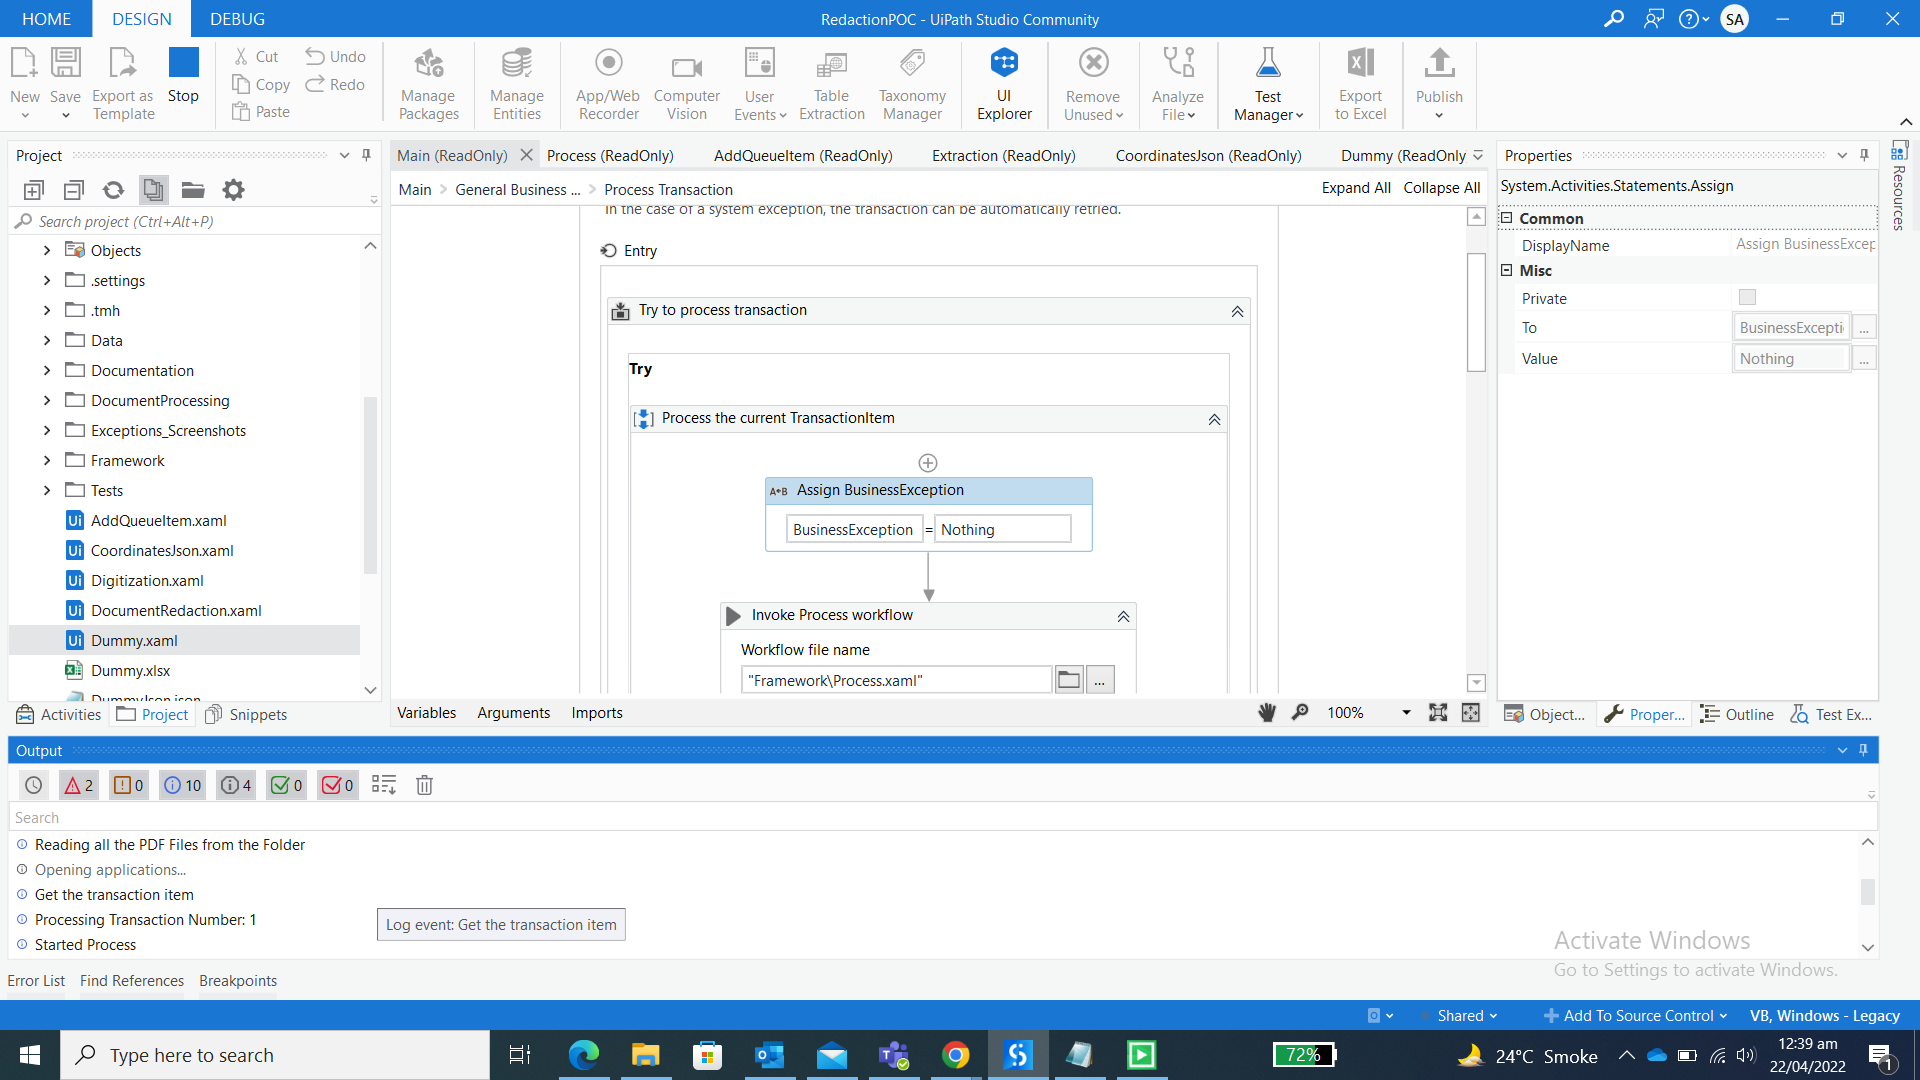 HOME DESIGN DEBUG
RedactionPOC - UiPath Studio Community
SA
New
Save
Export as Template
Stop
Cut
Copy
Paste
Undo
Redo
Manage Packages
Manage Entities
App/Web Recorder
Computer Vision
User Events
Table Extraction
Taxonomy Manager
UI Explorer
Remove Unused
Analyze File
Test Manager
Export to Excel
Publish
Project
Search project (Ctrl+Alt+P)
Objects
.settings
.tmh
Data
Documentation
DocumentProcessing
Exceptions_Screenshots
Framework
Tests
Ui AddQueueItem.xaml
Ui CoordinatesJson.xaml
Ui Digitization.xaml
Ui DocumentRedaction.xaml
Ui Dummy.xaml
Dummy.xlsx
DummyJson.json
Activities Project Snippets
Main (ReadOnly) Process (ReadOnly) AddQueueItem (ReadOnly) Extraction (ReadOnly) CoordinatesJson (ReadOnly) Dummy (ReadOnly
Main > General Business ... > Process Transaction
Expand All Collapse All
In the case of a system exception, the transaction can be automatically retried.
Entry
Try to process transaction
Try
Process the current TransactionItem
A+B Assign BusinessException
BusinessException = Nothing
Invoke Process workflow
Workflow file name
"Framework\Process.xaml" ...
Variables Arguments Imports
100%
Properties
System.Activities.Statements.Assign
Common
DisplayName Assign BusinessExcep
Misc
Private
To BusinessExcepti ...
Value Nothing ...
Object... Proper... Outline Test Ex...
Resources
Output
2 0 10 4 0 0
Search
Reading all the PDF Files from the Folder
Opening applications...
Get the transaction item
Processing Transaction Number: 1
Started Process
Log event: Get the transaction item
Activate Windows
Go to Settings to activate Windows.
Error List Find References Breakpoints
Shared Add To Source Control VB, Windows - Legacy
Type here to search
72%
24°C Smoke
12:39 am
22/04/2022
1